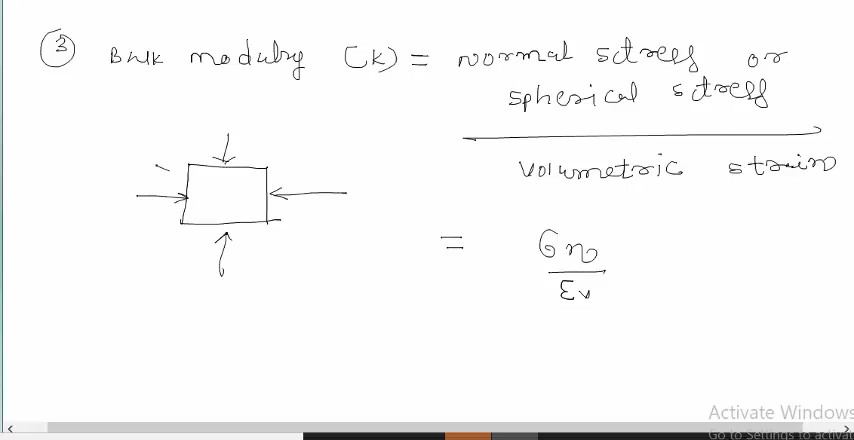 ③ Bulk modulus (K) = normal stress or
spherical stress
volumetric strain
= σn
εv
Activate Windows
Go to Settings to activat